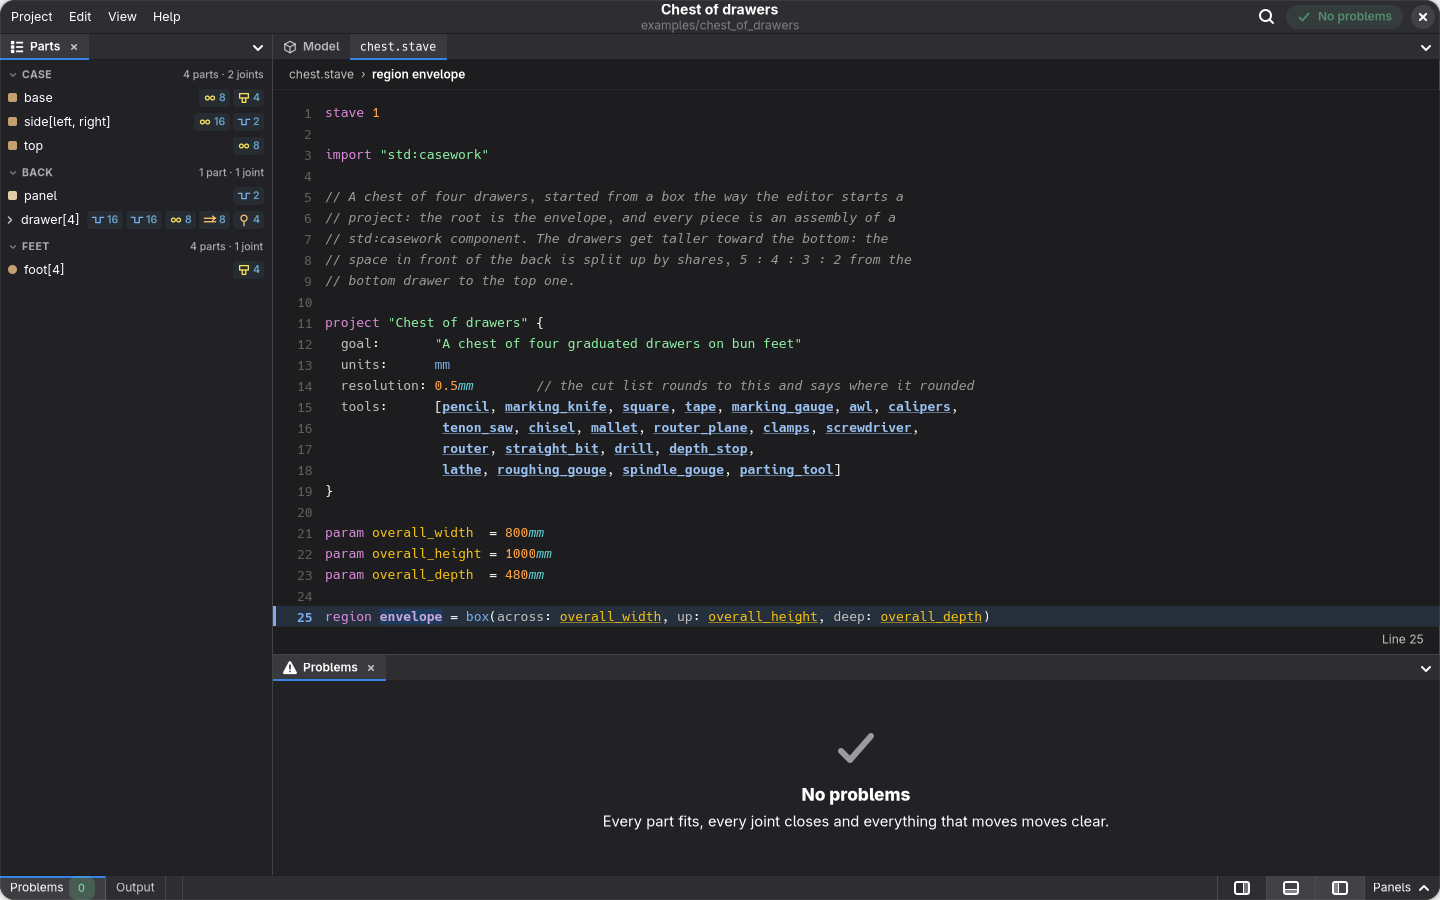 Project Edit View Help
Chest of drawers
examples/chest_of_drawers
No problems
Parts
CASE 4 parts · 2 joints
base 8 4
side[left, right] 16 2
top 8
BACK 1 part · 1 joint
panel 2
drawer[4] 16 16 8 8 4
FEET 4 parts · 1 joint
foot[4] 4
Model chest.stave
chest.stave › region envelope
1 stave 1
2
3 import "std:casework"
4
5 // A chest of four drawers, started from a box the way the editor starts a
6 // project: the root is the envelope, and every piece is an assembly of a
7 // std:casework component. The drawers get taller toward the bottom: the
8 // space in front of the back is split up by shares, 5 : 4 : 3 : 2 from the
9 // bottom drawer to the top one.
10
11 project "Chest of drawers" {
12 goal: "A chest of four graduated drawers on bun feet"
13 units: mm
14 resolution: 0.5mm // the cut list rounds to this and says where it rounded
15 tools: [pencil, marking_knife, square, tape, marking_gauge, awl, calipers,
16 tenon_saw, chisel, mallet, router_plane, clamps, screwdriver,
17 router, straight_bit, drill, depth_stop,
18 lathe, roughing_gouge, spindle_gouge, parting_tool]
19 }
20
21 param overall_width = 800mm
22 param overall_height = 1000mm
23 param overall_depth = 480mm
24
25 region envelope = box(across: overall_width, up: overall_height, deep: overall_depth)
Line 25
Problems
No problems
Every part fits, every joint closes and everything that moves moves clear.
Problems 0 Output
Panels